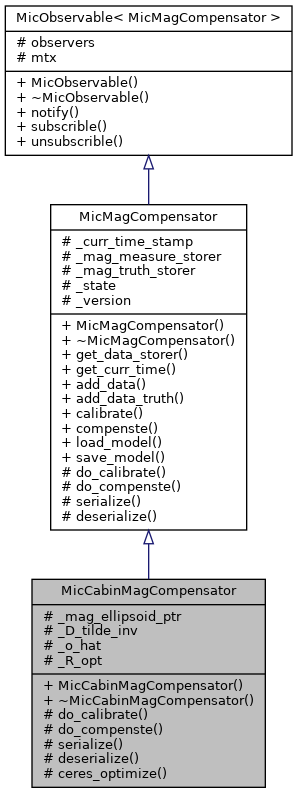 MicObservable< MicMagCompensator >
# observers
# mtx
+ MicObservable()
+ ~MicObservable()
+ notify()
+ subscrible()
+ unsubscrible()
MicMagCompensator
# _curr_time_stamp
# _mag_measure_storer
# _mag_truth_storer
# _state
# _version
+ MicMagCompensator()
+ ~MicMagCompensator()
+ get_data_storer()
+ get_curr_time()
+ add_data()
+ add_data_truth()
+ calibrate()
+ compenste()
+ load_model()
+ save_model()
# do_calibrate()
# do_compenste()
# serialize()
# deserialize()
MicCabinMagCompensator
# _mag_ellipsoid_ptr
# _D_tilde_inv
# _o_hat
# _R_opt
+ MicCabinMagCompensator()
+ ~MicCabinMagCompensator()
# do_calibrate()
# do_compenste()
# serialize()
# deserialize()
# ceres_optimize()